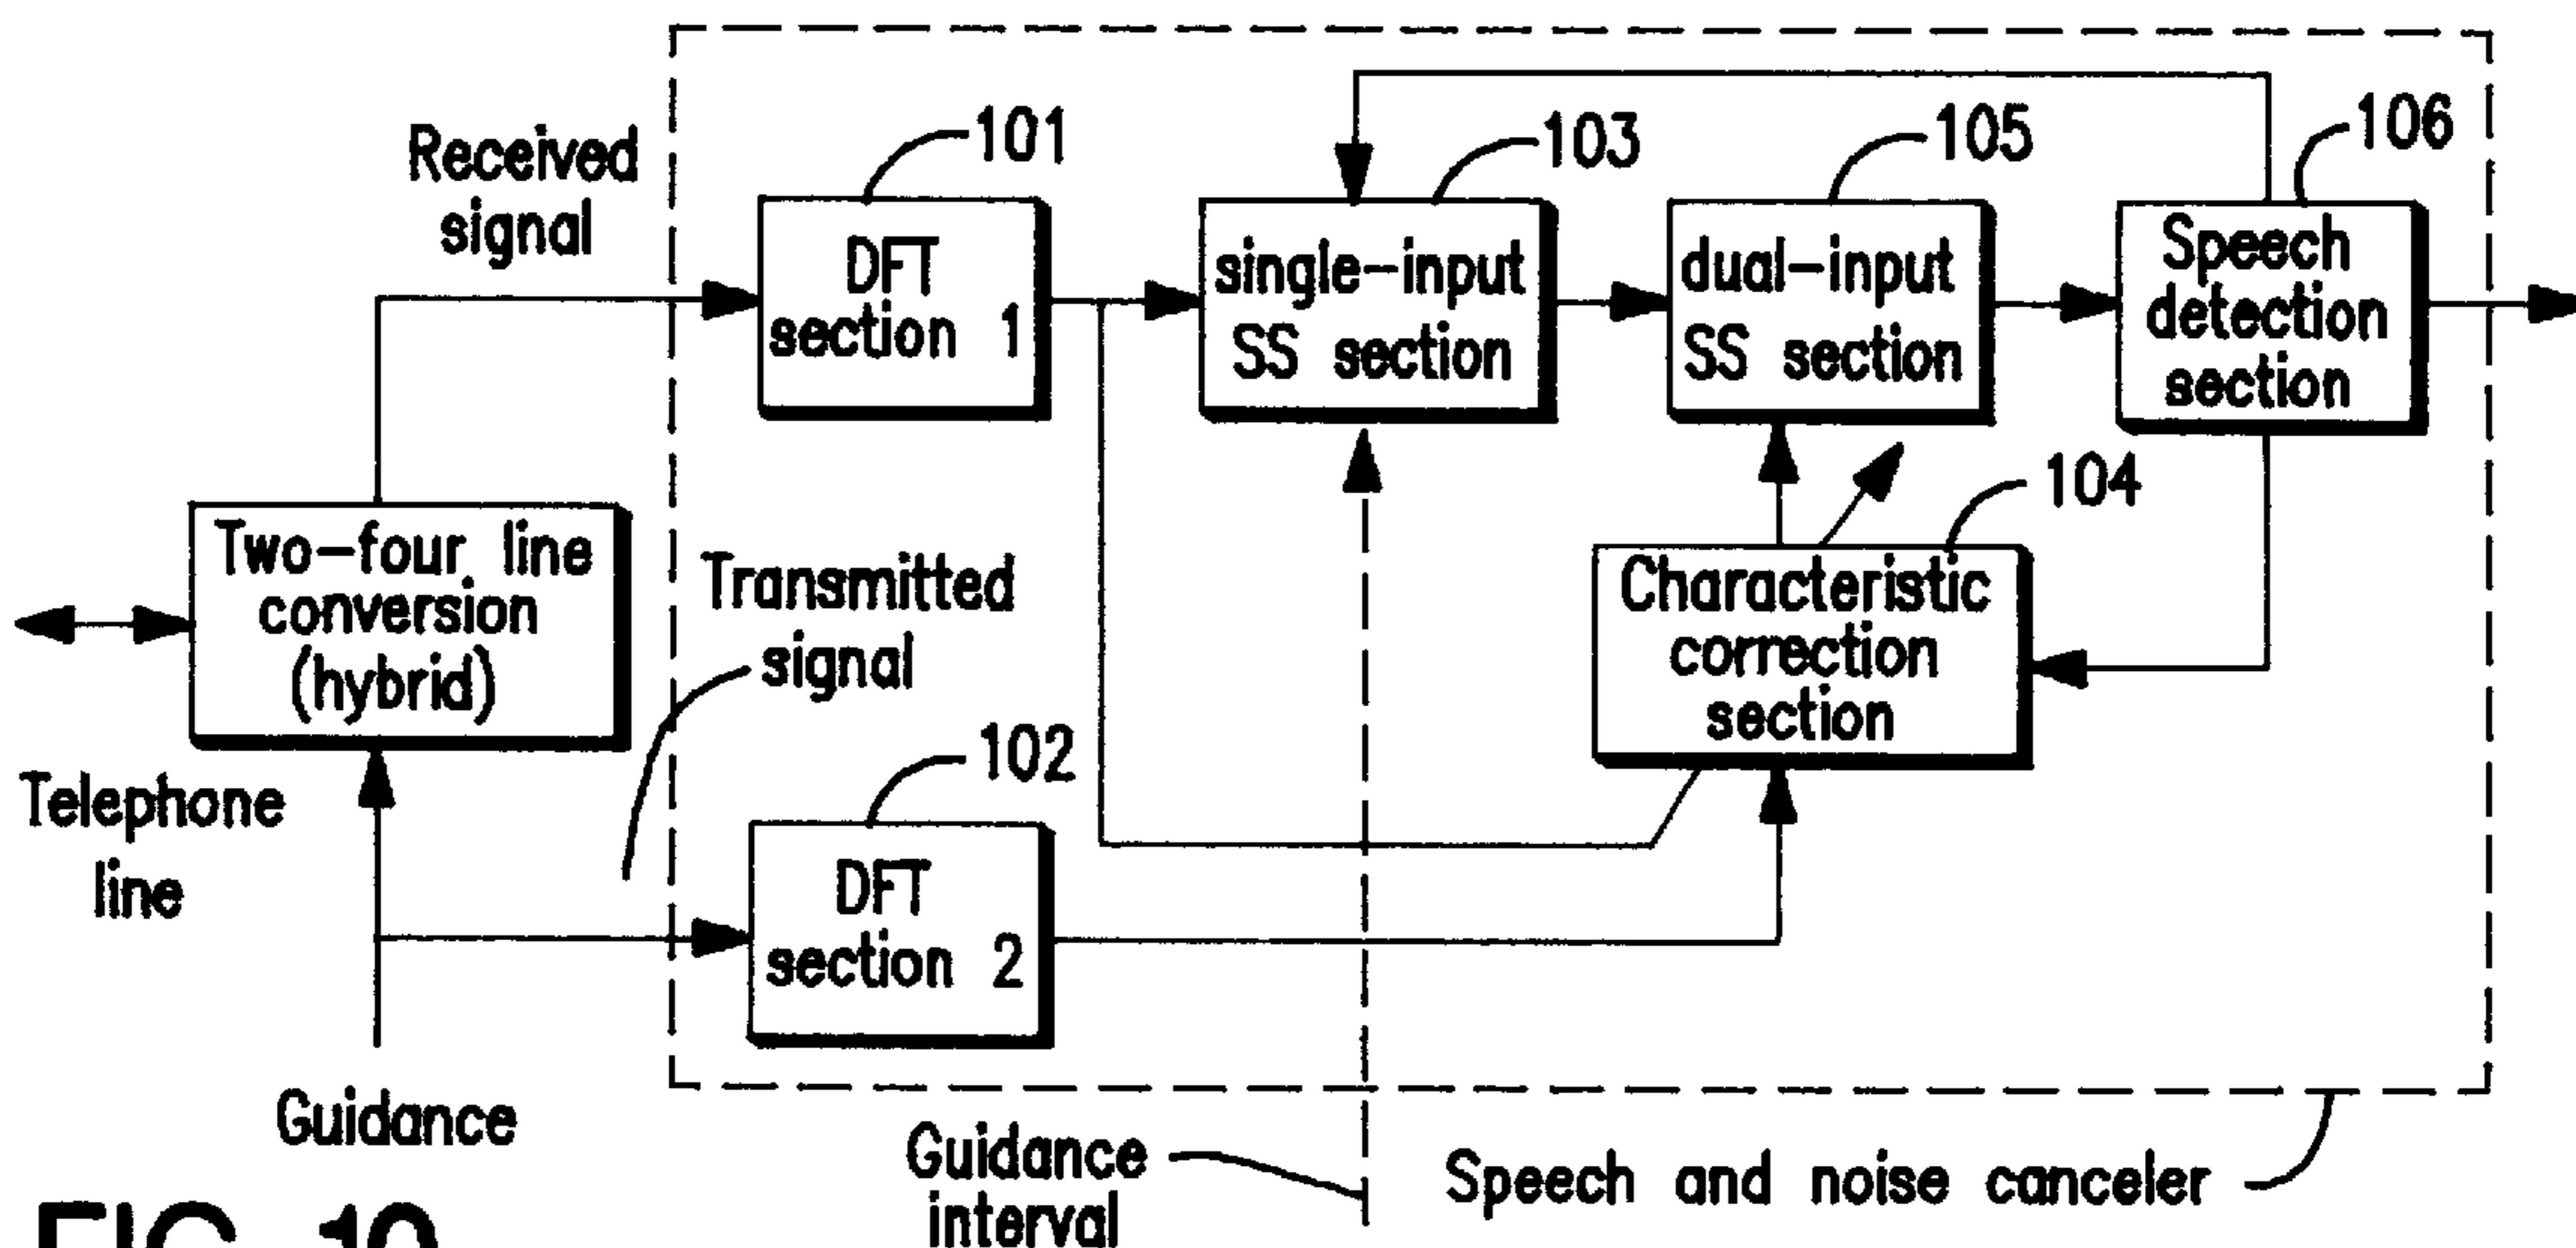 Received
signal
101
103
105
106
DFT
section 1
single-input
SS section
dual-input
SS section
Speech
detection
section
104
Two-four line
conversion
(hybrid)
Transmitted
signal
Characteristic
correction
section
102
Telephone
line
DFT
section 2
Guidance
Guidance
interval
Speech and noise canceler